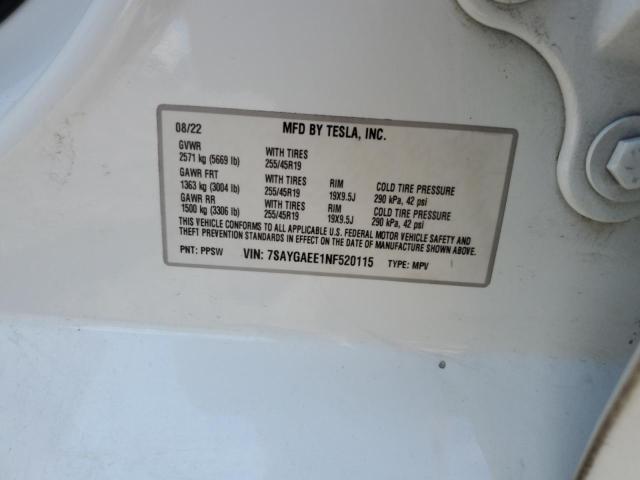 08/22 MFD BY TESLA, INC.
GVWR
2571 kg (5669 lb) WITH TIRES 255/45R19
GAWR FRT
1363 kg (3004 lb) WITH TIRES 255/45R19 RIM 19X9.5J COLD TIRE PRESSURE 290 kPa, 42 psi
GAWR RR
1500 kg (3306 lb) WITH TIRES 255/45R19 RIM 19X9.5J COLD TIRE PRESSURE 290 kPa, 42 psi
THIS VEHICLE CONFORMS TO ALL APPLICABLE U.S. FEDERAL MOTOR VEHICLE SAFETY AND
THEFT PREVENTION STANDARDS IN EFFECT ON THE DATE OF MANUFACTURE SHOWN ABOVE.
PNT: PPSW VIN: 7SAYGAEE1NF520115 TYPE: MPV